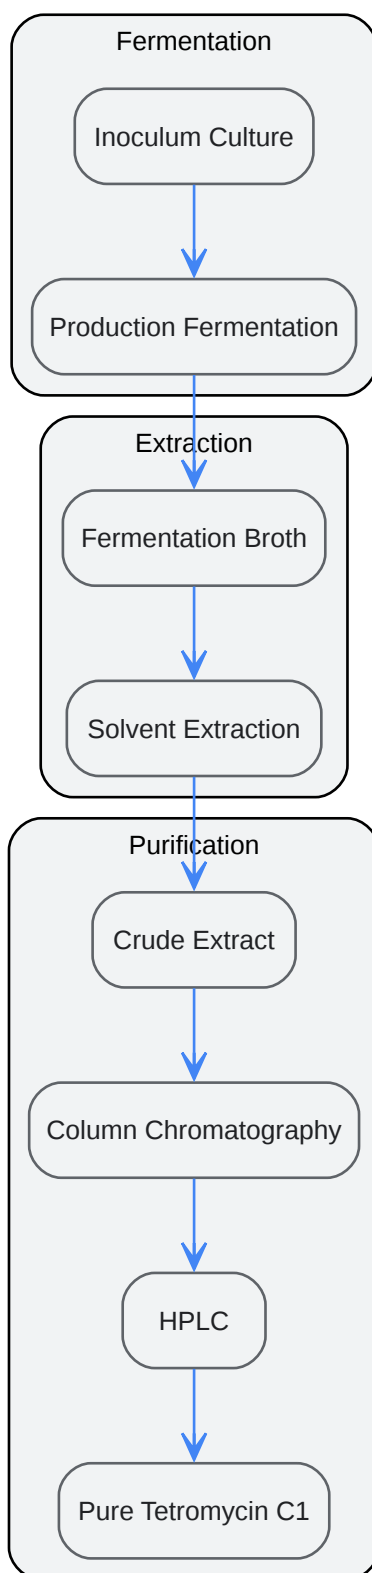 Fermentation
Inoculum Culture
Production Fermentation
Extraction
Fermentation Broth
Solvent Extraction
Purification
Crude Extract
Column Chromatography
HPLC
Pure Tetromycin C1